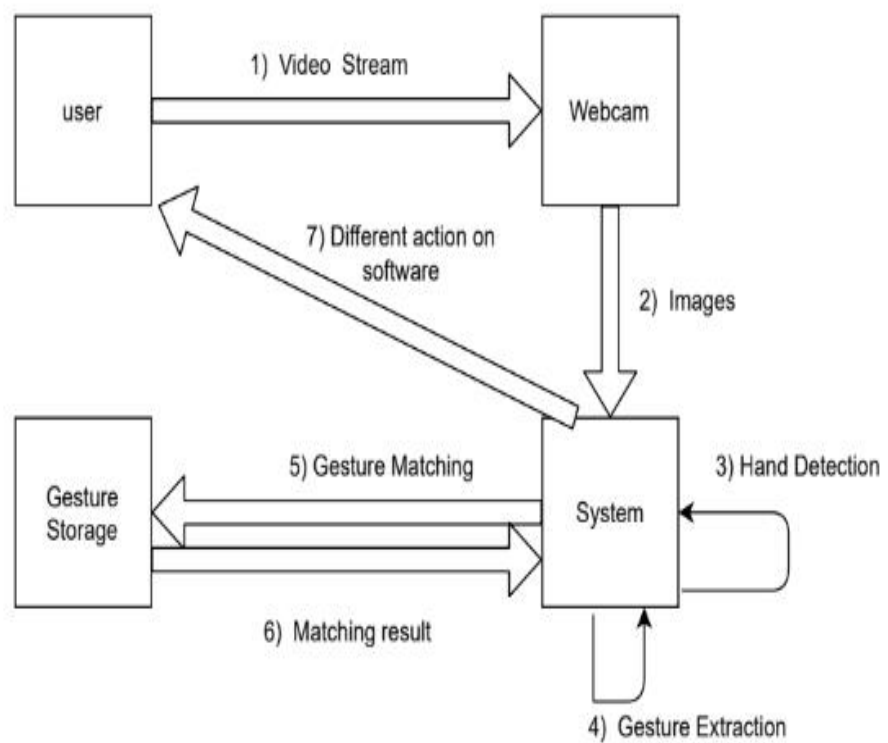 1) Video Stream
user
Webcam
7) Different action on
software
2) Images
5) Gesture Matching
3) Hand Detection
Gesture
Storage
System
6) Matching result
4) Gesture Extraction